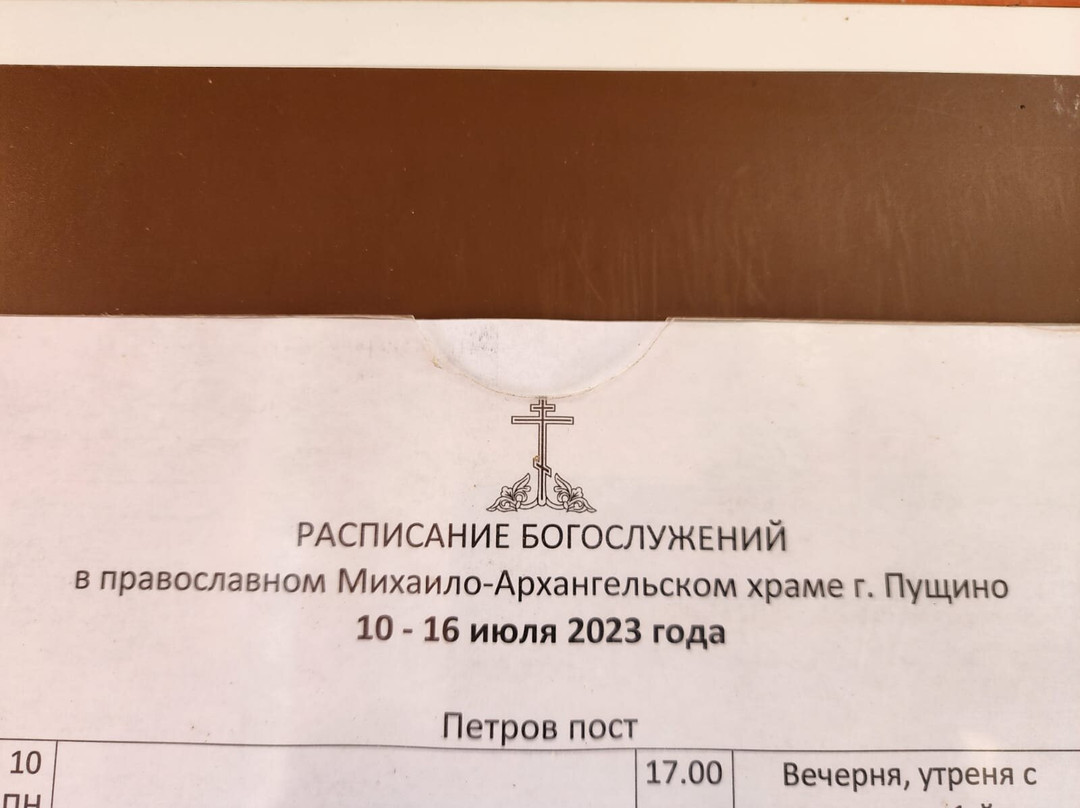 РАСПИСАНИЕ БОГОСЛУЖЕНИЙ
в православном Михаило-Архангельском храме г. Пущино
10 - 16 июля 2023 года
Петров пост
10 17.00 Вечерня, утреня с
пн